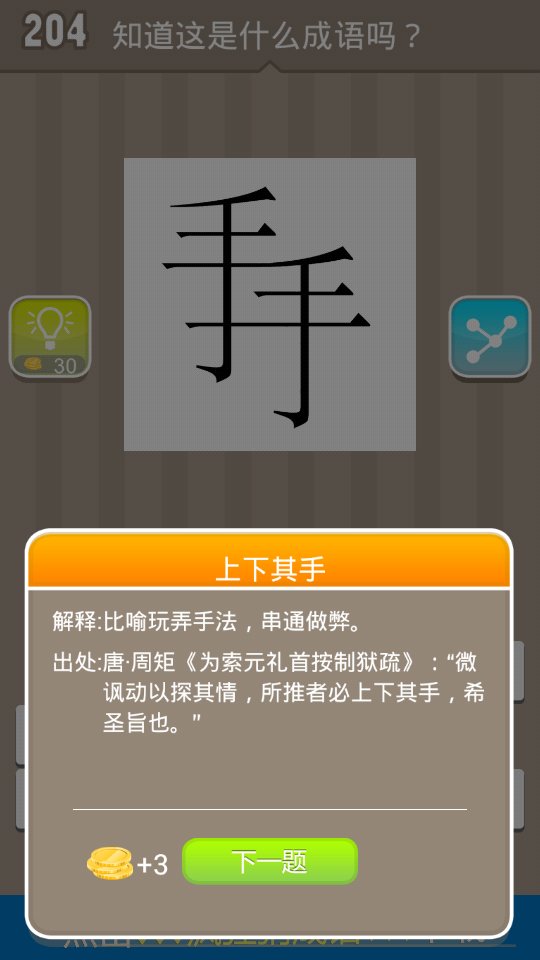 204 知道这是什么成语吗？
手
手
30
上下其手
解释:比喻玩弄手法，串通做弊。
出处:唐·周矩《为索元礼首按制狱疏》：“微
讽动以探其情，所推者必上下其手，希
圣旨也。”
+3 下一题